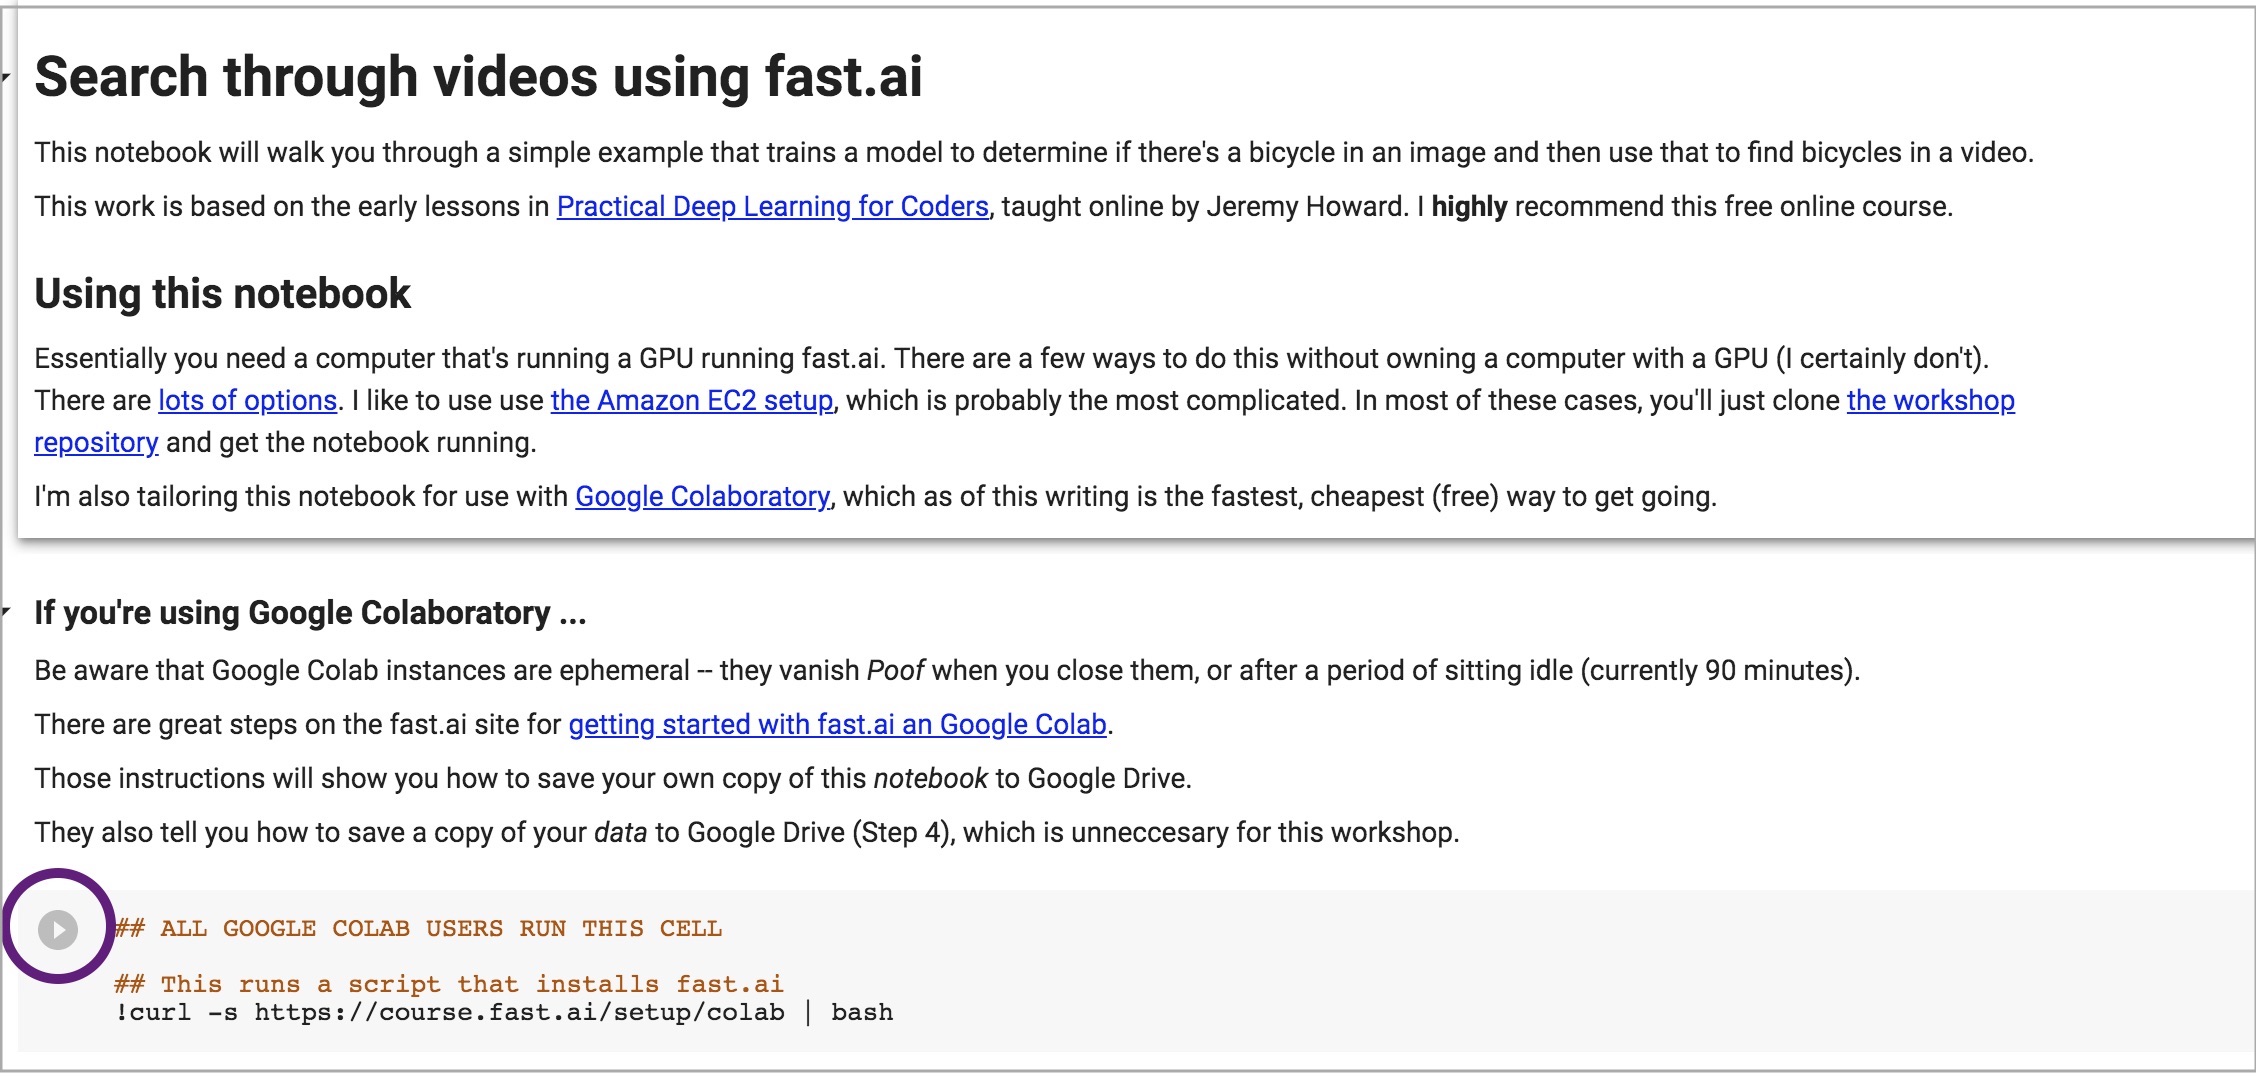 Search through videos using fast.ai
This notebook will walk you through a simple example that trains a model to determine if there's a bicycle in an image and then use that to find bicycles in a video.
This work is based on the early lessons in Practical Deep Learning for Coders, taught online by Jeremy Howard. I highly recommend this free online course.
Using this notebook
Essentially you need a computer that's running a GPU running fast.ai. There are a few ways to do this without owning a computer with a GPU (I certainly don't).
There are lots of options. I like to use use the Amazon EC2 setup, which is probably the most complicated. In most of these cases, you'll just clone the workshop
repository and get the notebook running.
I'm also tailoring this notebook for use with Google Colaboratory, which as of this writing is the fastest, cheapest (free) way to get going.
If you're using Google Colaboratory ...
Be aware that Google Colab instances are ephemeral -- they vanish Poof when you close them, or after a period of sitting idle (currently 90 minutes).
There are great steps on the fast.ai site for getting started with fast.ai an Google Colab.
Those instructions will show you how to save your own copy of this notebook to Google Drive.
They also tell you how to save a copy of your data to Google Drive (Step 4), which is unneccesary for this workshop.
## ALL GOOGLE COLAB USERS RUN THIS CELL
## This runs a script that installs fast.ai
!curl -s https://course.fast.ai/setup/colab | bash